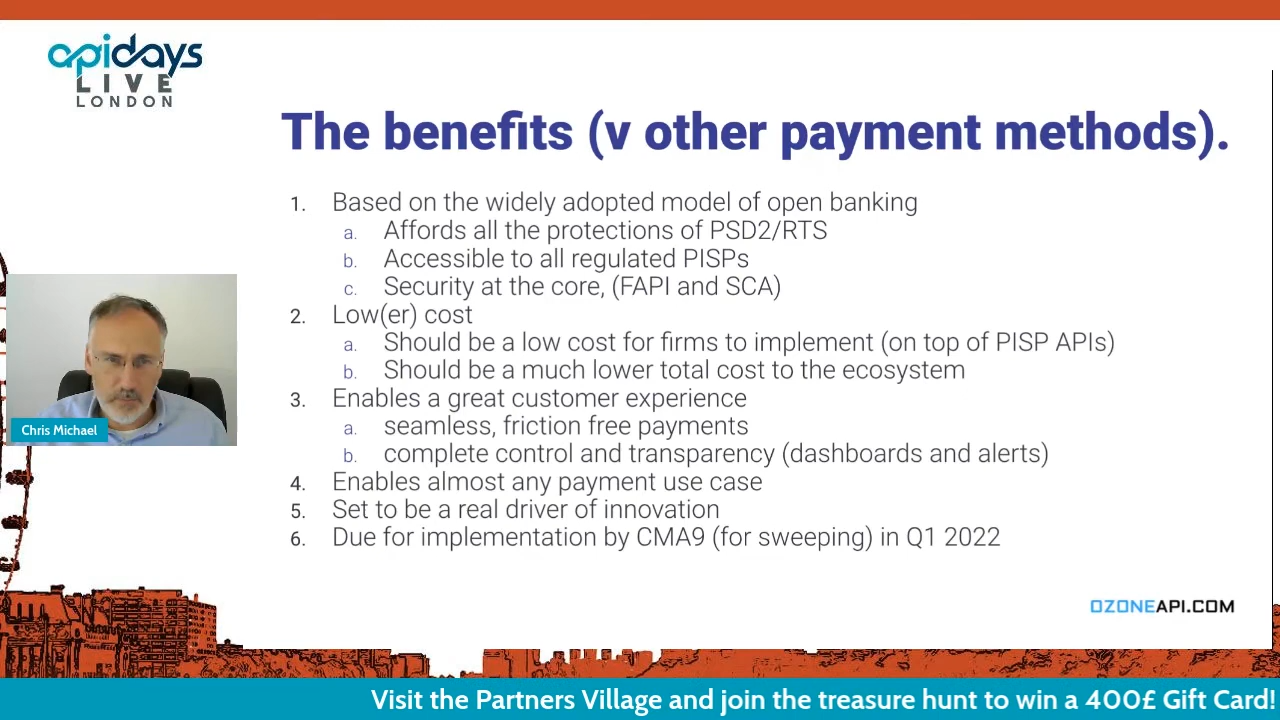 apidays
LIVE
LONDON
The benefits (v other payment methods).
1. Based on the widely adopted model of open banking
a. Affords all the protections of PSD2/RTS
b. Accessible to all regulated PISPs
c. Security at the core, (FAPI and SCA)
2. Low(er) cost
a. Should be a low cost for firms to implement (on top of PISP APIs)
b. Should be a much lower total cost to the ecosystem
3. Enables a great customer experience
a. seamless, friction free payments
b. complete control and transparency (dashboards and alerts)
4. Enables almost any payment use case
5. Set to be a real driver of innovation
6. Due for implementation by CMA9 (for sweeping) in Q1 2022
Chris Michael
OZONEAPI.COM
Visit the Partners Village and join the treasure hunt to win a 400£ Gift Card!